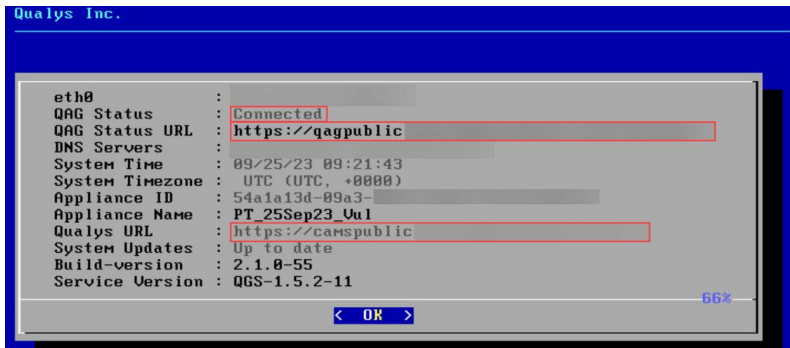 Qualys Inc.
eth0 :
QAG Status : Connected
QAG Status URL : https://qagpublic
DNS Servers :
System Time : 09/25/23 09:21:43
System Timezone : UTC (UTC, +0000)
Appliance ID : 54a1a13d-09a3-
Appliance Name : PT_25Sep23_Vul
Qualys URL : https://camspublic
System Updates : Up to date
Build-version : 2.1.0-55
Service Version : QGS-1.5.2-11
66%
< OK >